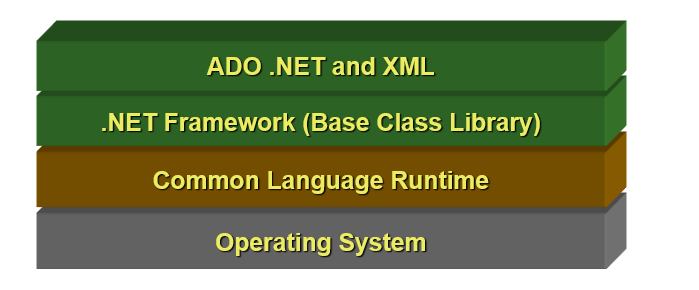 ADO .NET and XML
.NET Framework (Base Class Library)
Common Language Runtime
Operating System